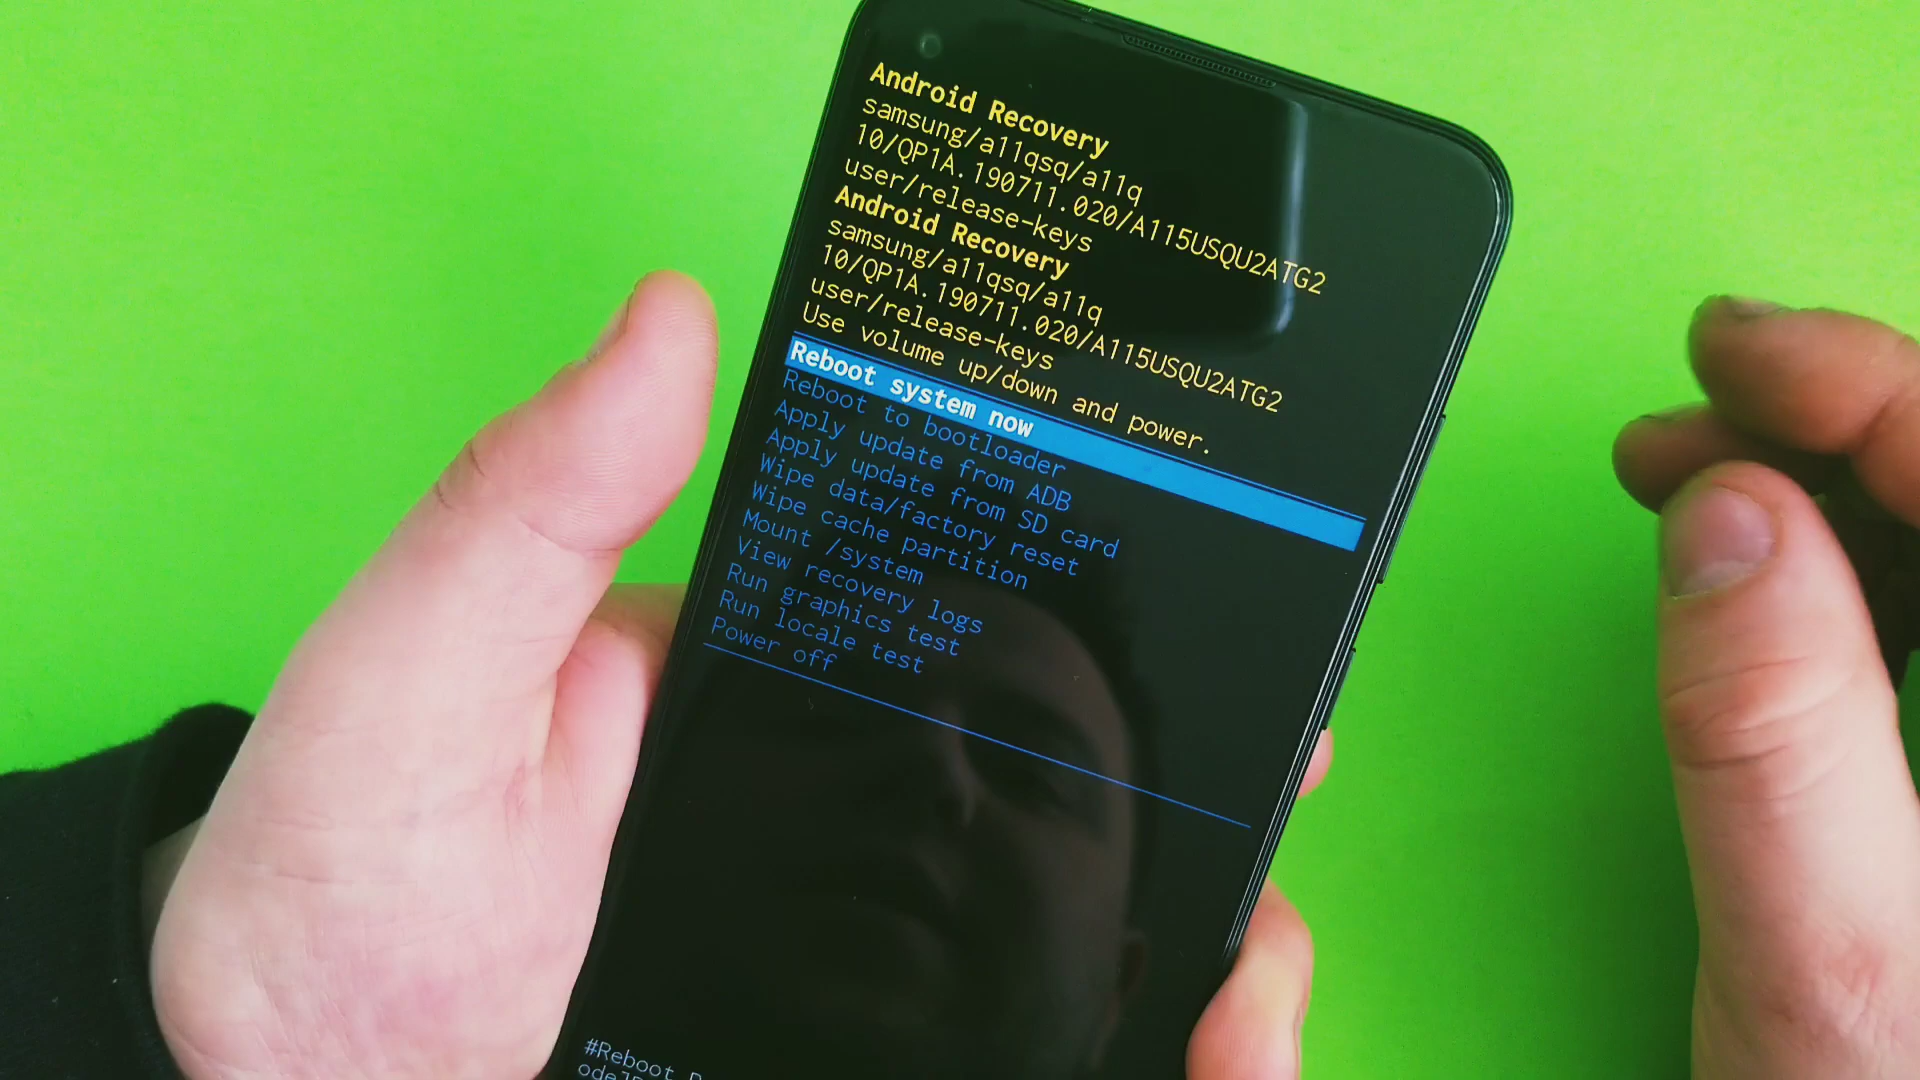 Android Recovery
samsung/a11qsq/a11q
10/QP1A.190711.020/A115USQU2ATG2
user/release-keys
Android Recovery
samsung/a11qsq/a11q
10/QP1A.190711.020/A115USQU2ATG2
user/release-keys
Use volume up/down and power.
Reboot system now
Reboot to bootloader
Apply update from ADB
Apply update from SD card
Wipe data/factory reset
Wipe cache partition
Mount /system
View recovery logs
Run graphics test
Run locale test
Power off
#Reboot